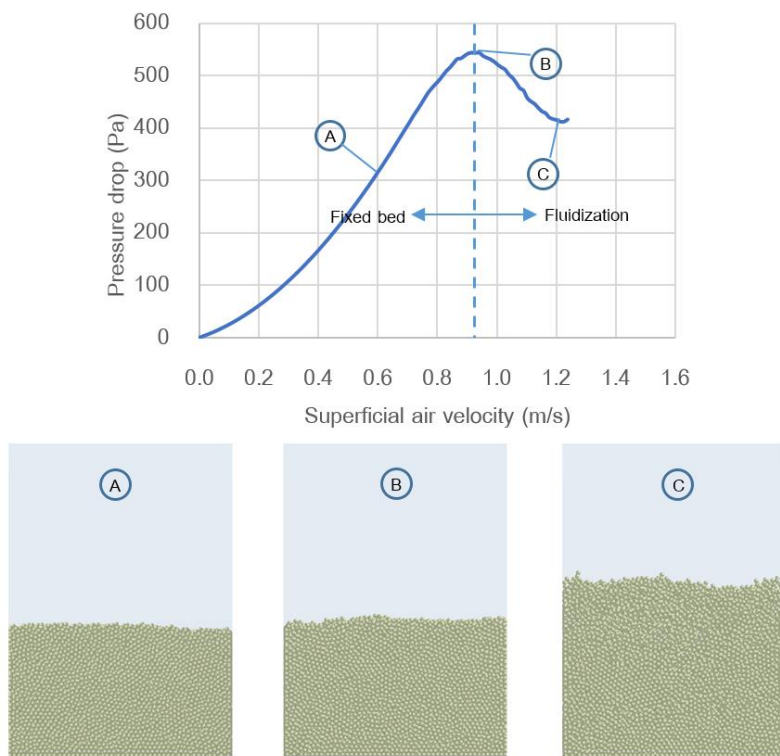 600
500
400
300
200
100
0
Pressure drop (Pa)
B
A
C
Fixed bed
Fluidization
0.0 0.2 0.4 0.6 0.8 1.0 1.2 1.4 1.6
Superficial air velocity (m/s)
A B C